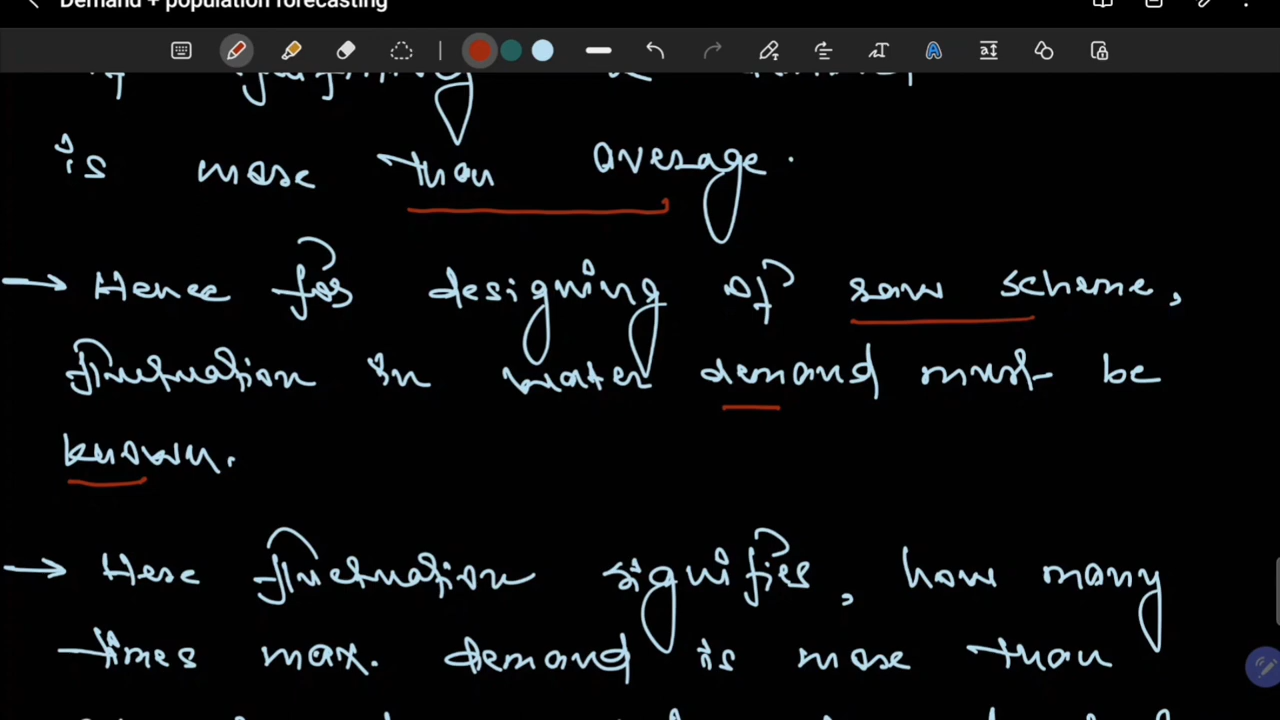 Demand + population forecasting
is more than average.
→ Hence for designing of raw scheme,
fluctuation in water demand must be
known.
→ Here fluctuation signifies, how many
times max. demand is more than